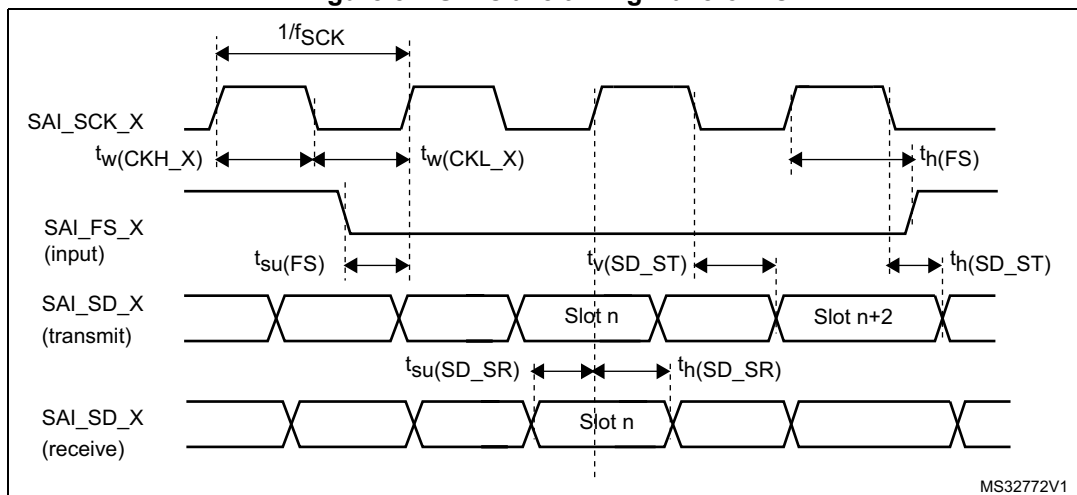 1/fSCK
SAI_SCK_X
tw(CKH_X)
tw(CKL_X)
th(FS)
SAI_FS_X
(input)
tsu(FS)
tv(SD_ST)
th(SD_ST)
SAI_SD_X
(transmit)
Slot n
Slot n+2
tsu(SD_SR)
th(SD_SR)
SAI_SD_X
(receive)
Slot n
MS32772V1